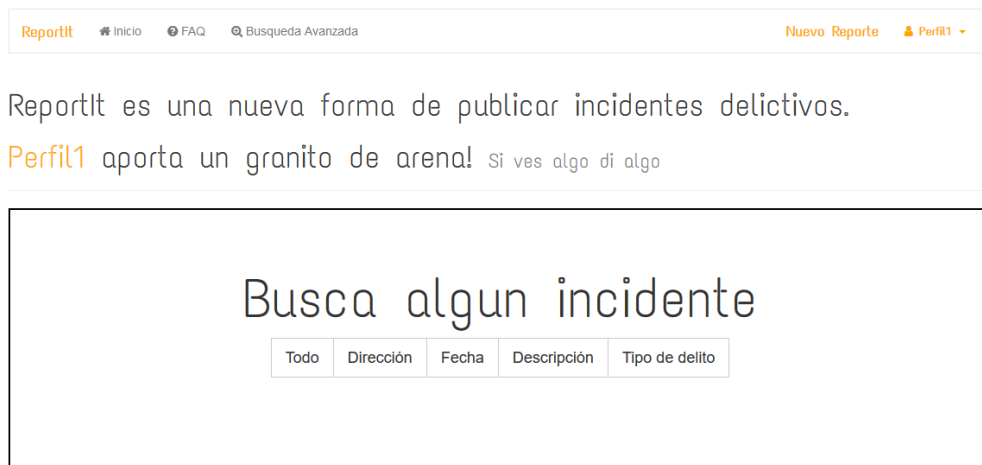 ReportIt Inicio FAQ Busqueda Avanzada Nuevo Reporte Perfil1
ReportIt es una nueva forma de publicar incidentes delictivos.
Perfil1 aporta un granito de arena! Si ves algo di algo
Busca algun incidente
Todo Dirección Fecha Descripción Tipo de delito